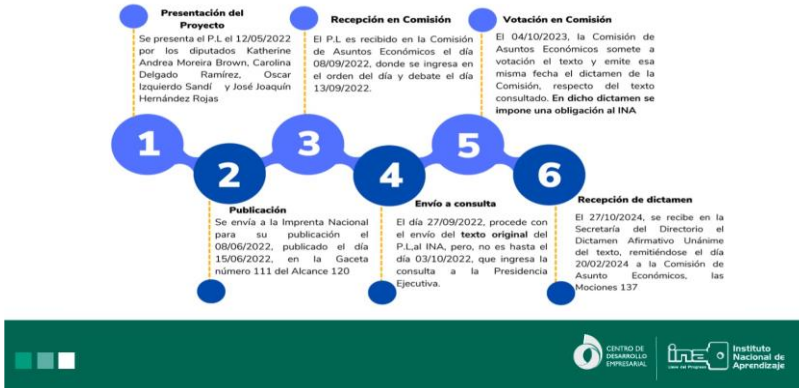 Presentación del
Proyecto
Se presenta el P.L el 12/05/2022
por los diputados Katherine
Andrea Moreira Brown, Carolina
Delgado Ramírez, Oscar
Izquierdo Sandí y José Joaquín
Hernández Rojas
Recepción en Comisión
El P.L es recibido en la Comisión
de Asuntos Económicos el día
08/09/2022, donde se ingresa en
el orden del día y debate el
13/09/2022.
Votación en Comisión
El 04/10/2023, la Comisión de
Asuntos Económicos somete a
votación el texto y emite esa
misma fecha el dictamen de la
Comisión, respecto del texto
consultado. En dicho dictamen se
impone una obligación al INA
1
2
3
4
5
6
Publicación
Se envía a la Imprenta Nacional
para su publicación el
08/06/2022, publicado el día
15/06/2022, en la Gaceta
número 111 del Alcance 120
El día 27/09/2022, procede con
el envío del texto original del
P.L,al INA, pero, no es hasta el
día 03/10/2022, que ingresa la
consulta a la Presidencia
Ejecutiva.
Envío a consulta
Recepción de dictamen
El 27/10/2024, se recibe en la
Secretaría del Directorio el
Dictamen Afirmativo Unánime
del texto, remitiéndose el día
20/02/2024 a la Comisión de
Asunto Económicos, las
Mociones 137
CENTRO DE
DESARROLLO
EMPRESARIAL
ina
Llave del Progreso
Instituto
Nacional de
Aprendizaje